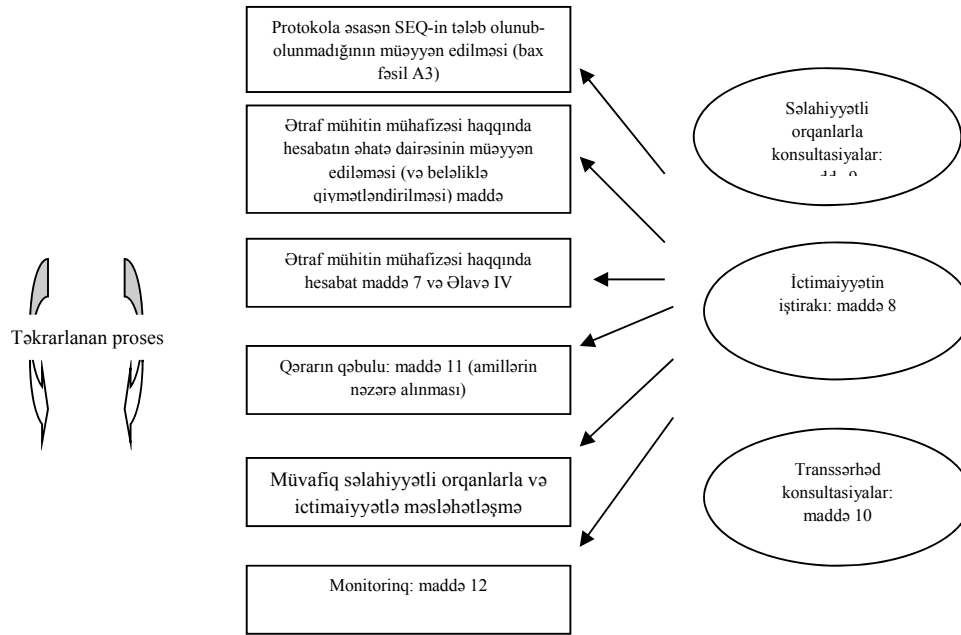 Protokola əsasən SEQ-in tələb olunub-
olunmadığının müəyyən edilməsi (bax
fəsil A3)
Ətraf mühitin mühafizəsi haqqında
hesabatın əhatə dairəsinin müəyyən
ediləməsi (və beləliklə
qiymətləndirilməsi) maddə
Ətraf mühitin mühafizəsi haqqında
hesabat maddə 7 və Əlavə IV
Qərarın qəbulu: maddə 11 (amillərin
nəzərə alınması)
Müvafiq səlahiyyətli orqanlarla və
ictimaiyyətlə məsləhətləşmə
Monitorinq: maddə 12
Təkrarlanan proses
Səlahiyyətli
orqanlarla
konsultasiyalar:
İctimaiyyətin
iştirakı: maddə 8
Transsərhəd
konsultasiyalar:
maddə 10